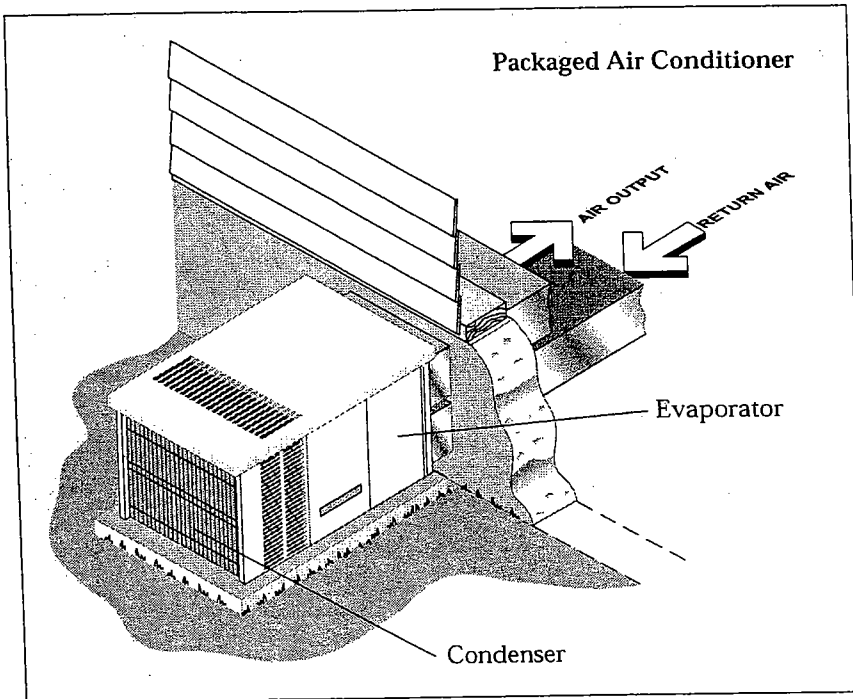 Packaged Air Conditioner
AIR OUTPUT
RETURN AIR
Evaporator
Condenser